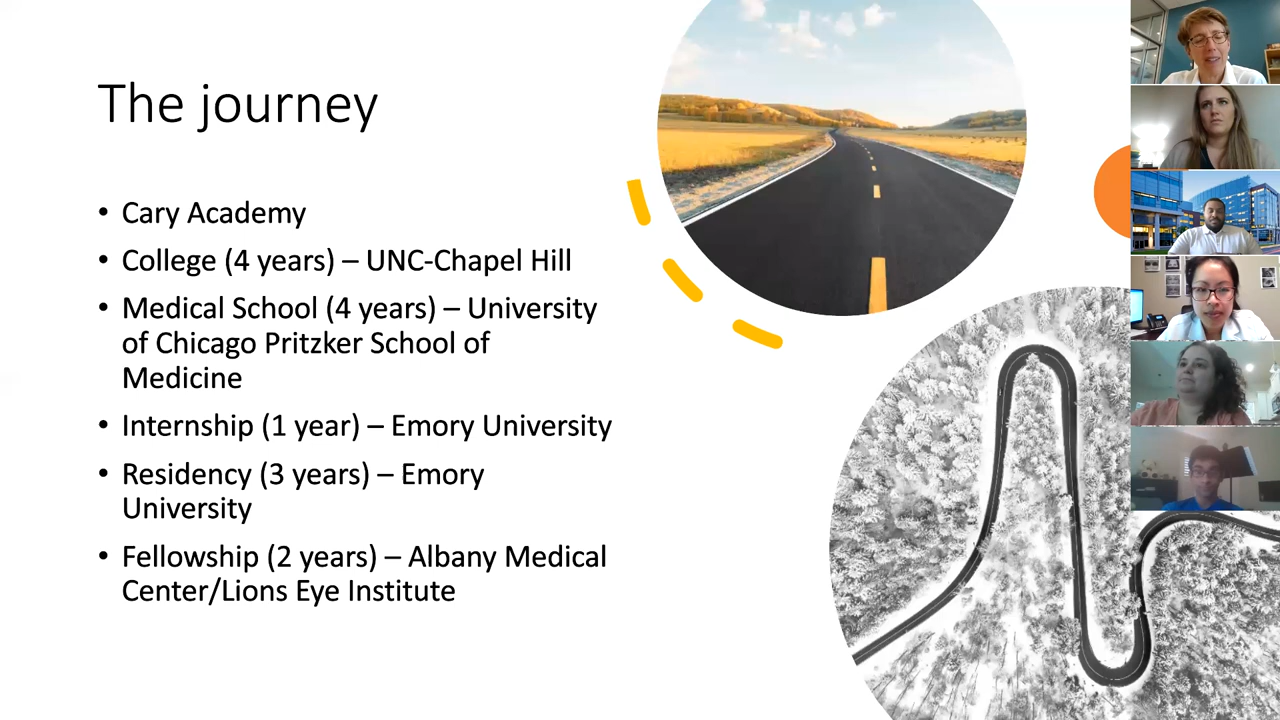 The journey
• Cary Academy
• College (4 years) – UNC-Chapel Hill
• Medical School (4 years) – University
of Chicago Pritzker School of
Medicine
• Internship (1 year) – Emory University
• Residency (3 years) – Emory
University
• Fellowship (2 years) – Albany Medical
Center/Lions Eye Institute